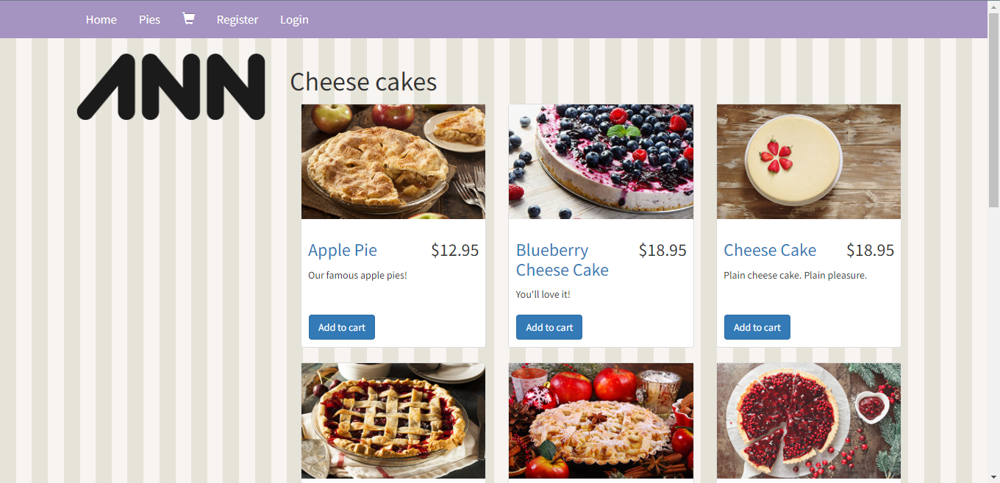 Home Pies Register Login
ANN
Cheese cakes
Apple Pie $12.95
Our famous apple pies!
Add to cart
Blueberry $18.95
Cheese Cake
You'll love it!
Add to cart
Cheese Cake $18.95
Plain cheese cake. Plain pleasure.
Add to cart